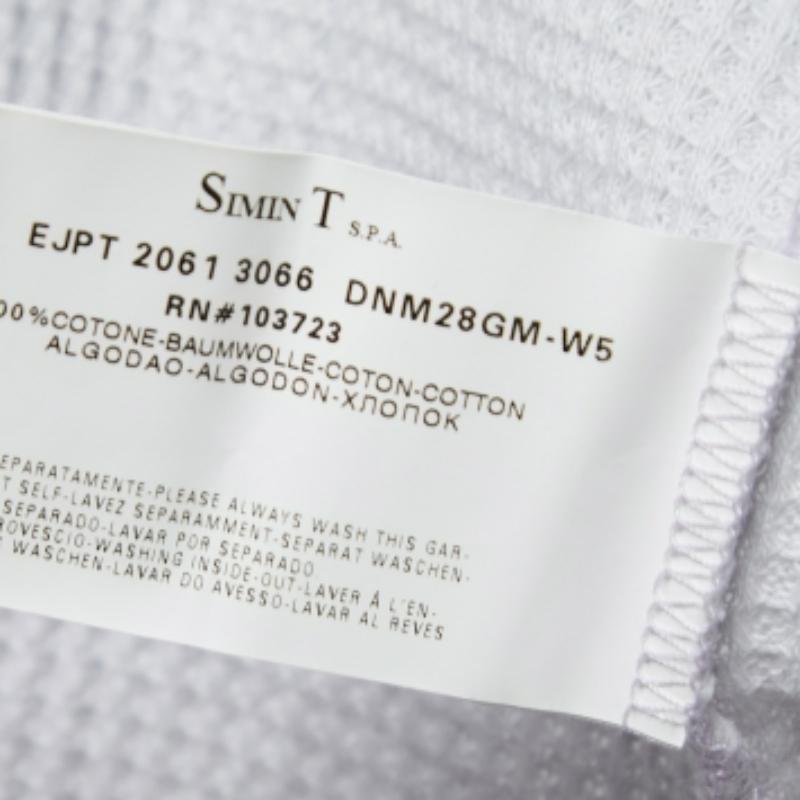 SIMIN T S.P.A.
EJPT 2061 3066 DNM28GM-W5
RN#103723
00%COTONE-BAUMWOLLE-COTON-COTTON
ALGODAO-ALGODON-ХЛОПОК
EPARATAMENTE-PLEASE ALWAYS WASH THIS GAR-
T SELF-LAVEZ SEPARAMMENT-SEPARAT WASCHEN-
SEPARADO-LAVAR POR SEPARADO
ROVESCIO-WASHING INSIDE-OUT-LAVER À L'EN-
WASCHEN-LAVAR DO AVESSO-LAVAR AL REVES